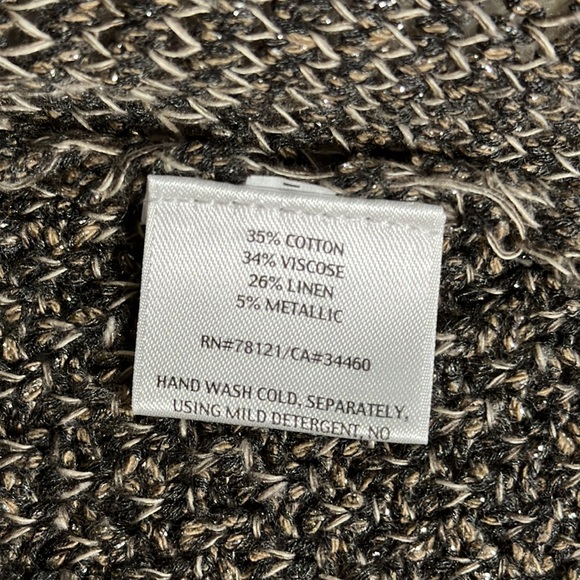 35% COTTON
34% VISCOSE
26% LINEN
5% METALLIC
RN#78121/CA#34460
HAND WASH COLD, SEPARATELY,
USING MILD DETERGENT, NO